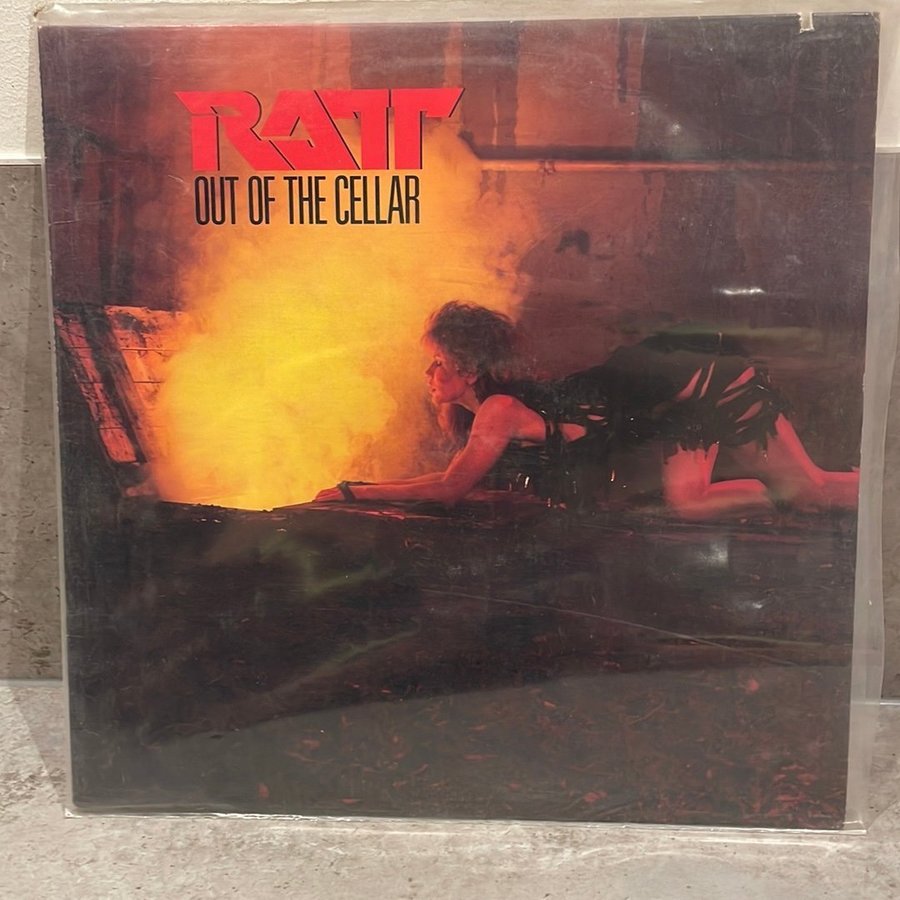 RATT
OUT OF THE CELLAR